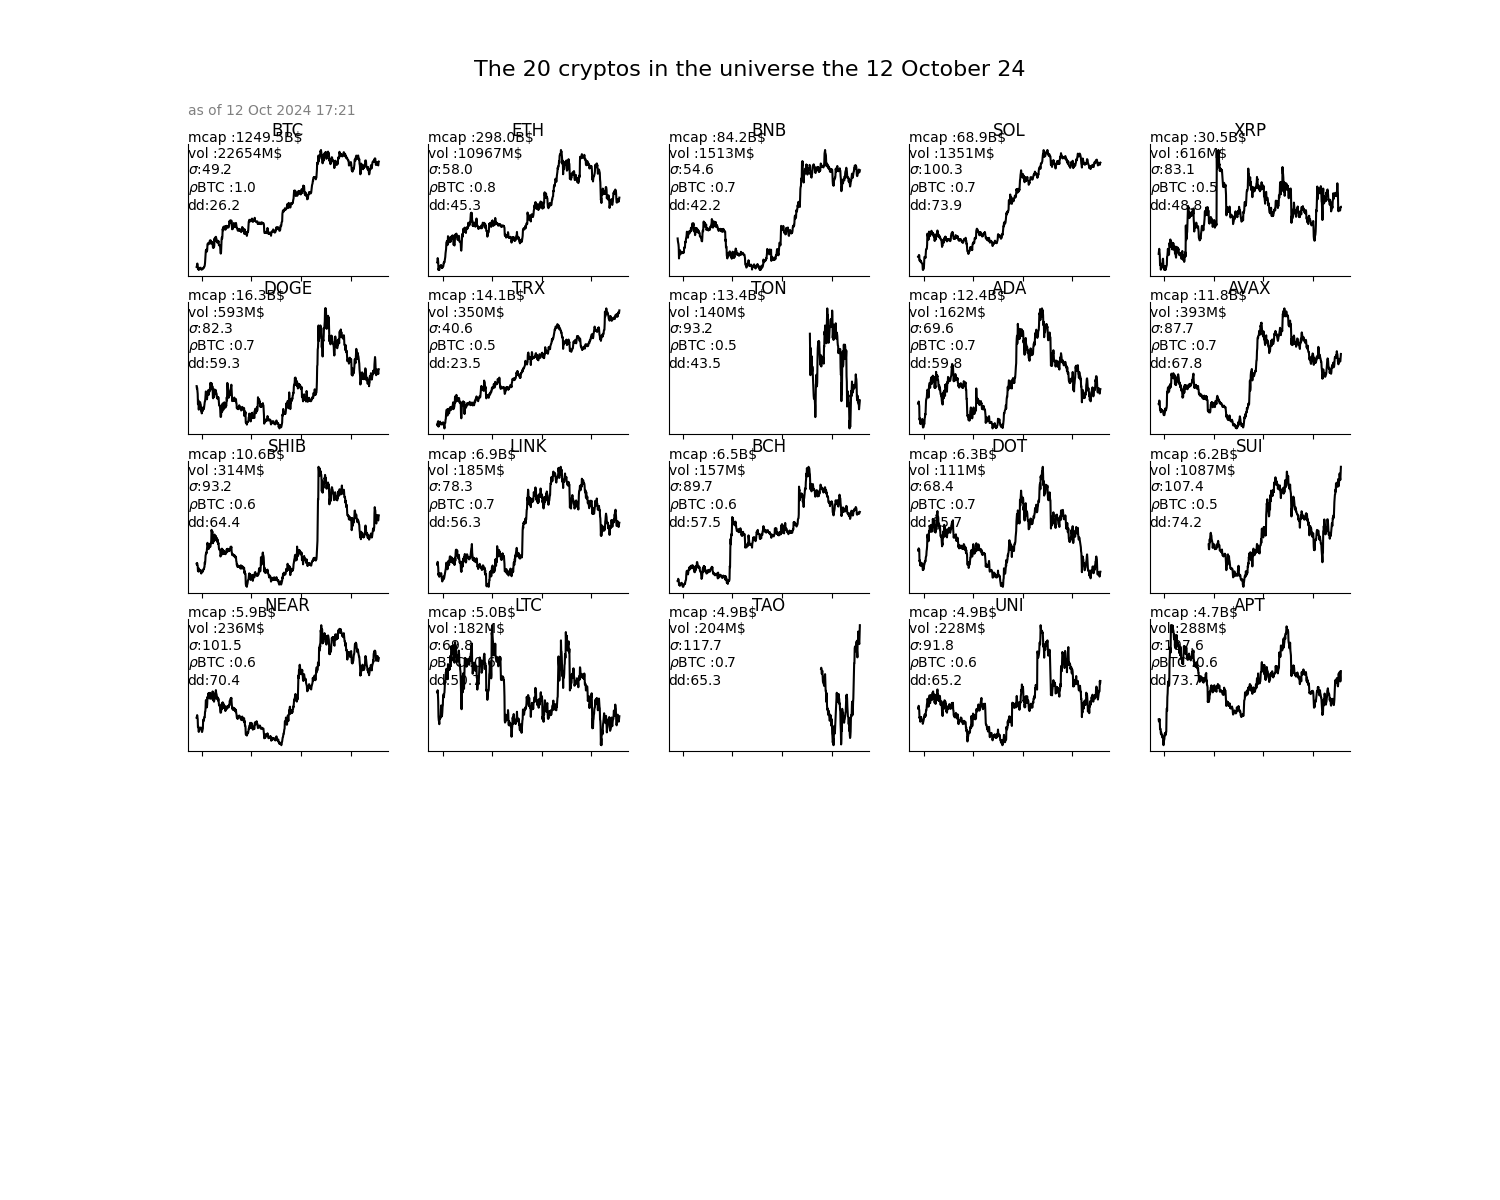 The 20 cryptos in the universe the 12 October 24
as of 12 Oct 2024 17:21
BTC
mcap :1249.5B$
vol :22654M$
σ:49.2
ρBTC :1.0
dd:26.2
ETH
mcap :298.0B$
vol :10967M$
σ:58.0
ρBTC :0.8
dd:45.3
BNB
mcap :84.2B$
vol :1513M$
σ:54.6
ρBTC :0.7
dd:42.2
SOL
mcap :68.9B$
vol :1351M$
σ:100.3
ρBTC :0.7
dd:73.9
XRP
mcap :30.5B$
vol :616M$
σ:83.1
ρBTC :0.5
dd:48.8
DOGE
mcap :16.3B$
vol :593M$
σ:82.3
ρBTC :0.7
dd:59.3
TRX
mcap :14.1B$
vol :350M$
σ:40.6
ρBTC :0.5
dd:23.5
TON
mcap :13.4B$
vol :140M$
σ:93.2
ρBTC :0.5
dd:43.5
ADA
mcap :12.4B$
vol :162M$
σ:69.6
ρBTC :0.7
dd:59.8
AVAX
mcap :11.8B$
vol :393M$
σ:87.7
ρBTC :0.7
dd:67.8
SHIB
mcap :10.6B$
vol :314M$
σ:93.2
ρBTC :0.6
dd:64.4
LINK
mcap :6.9B$
vol :185M$
σ:78.3
ρBTC :0.7
dd:56.3
BCH
mcap :6.5B$
vol :157M$
σ:89.7
ρBTC :0.6
dd:57.5
DOT
mcap :6.3B$
vol :111M$
σ:68.4
ρBTC :0.7
SUI
mcap :6.2B$
vol :1087M$
σ:107.4
ρBTC :0.5
dd:74.2
NEAR
mcap :5.9B$
vol :236M$
σ:101.5
ρBTC :0.6
dd:70.4
LTC
mcap :5.0B$
vol :182M$
TAO
mcap :4.9B$
vol :204M$
σ:117.7
ρBTC :0.7
dd:65.3
UNI
mcap :4.9B$
vol :228M$
σ:91.8
ρBTC :0.6
dd:65.2
APT
mcap :4.7B$
vol :288M$
ρBTC :0.6